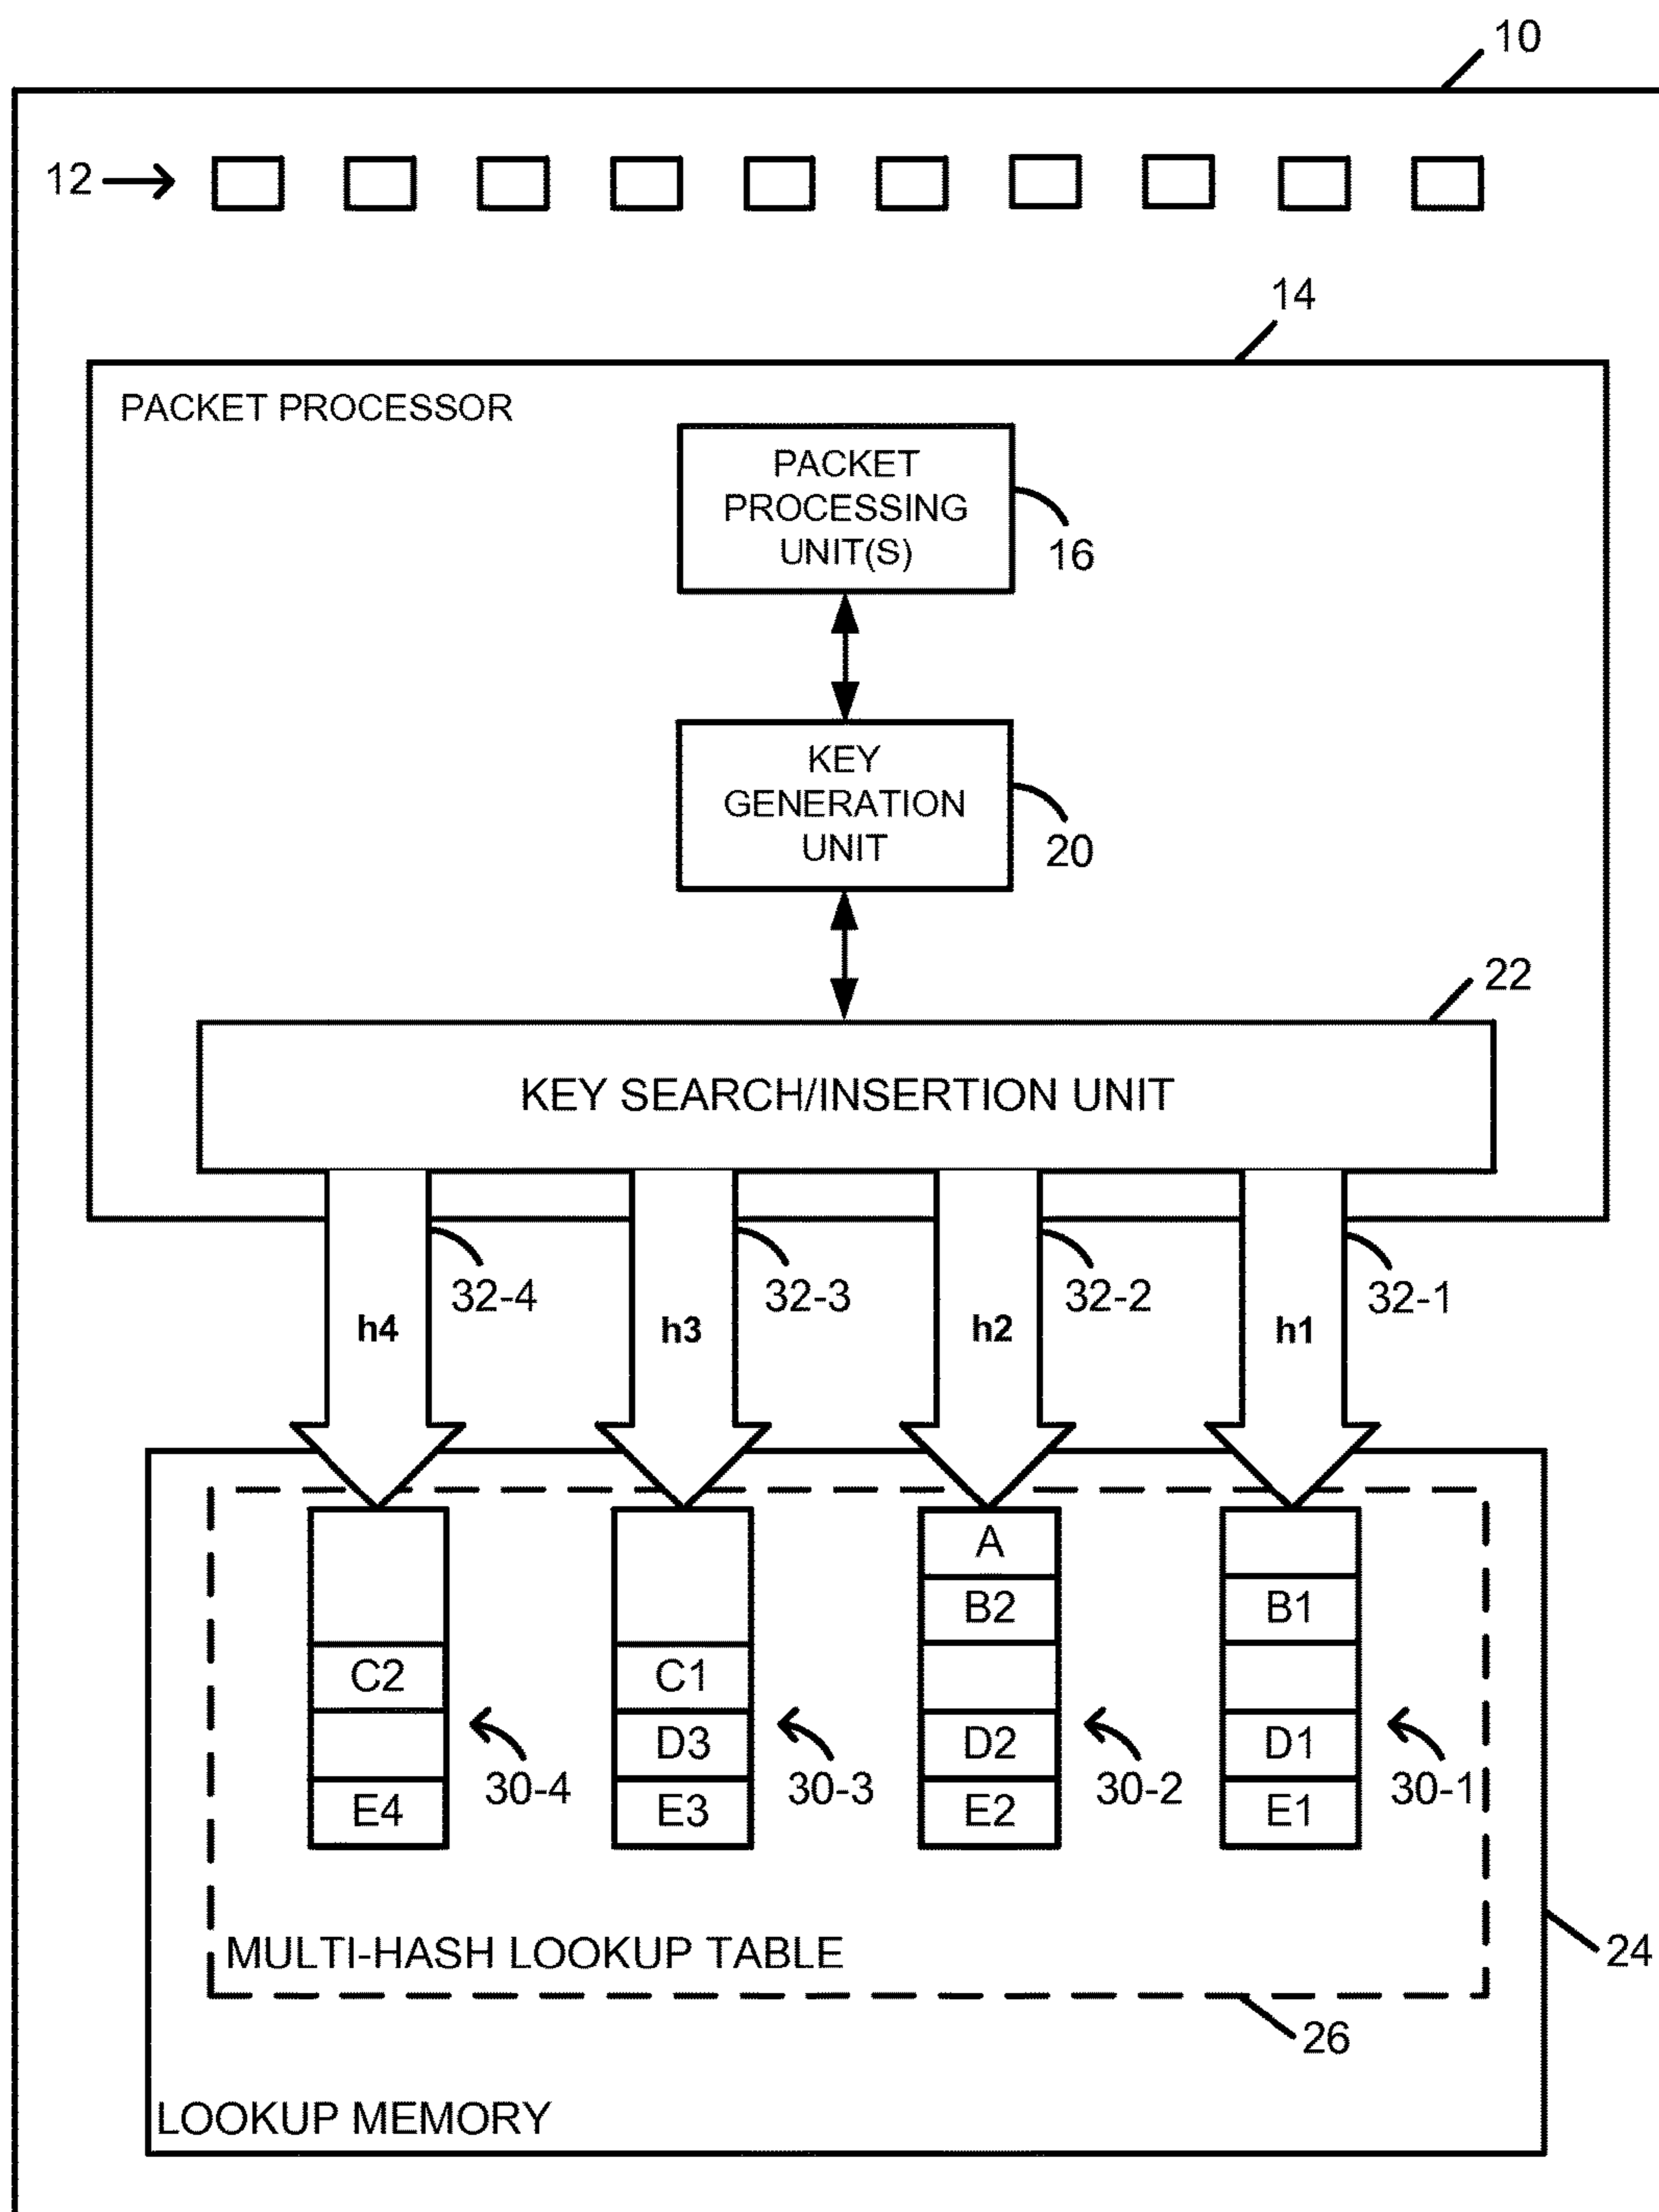 10
12
14
PACKET PROCESSOR
PACKET
PROCESSING
UNIT(S)
16
KEY
GENERATION
UNIT
20
22
KEY SEARCH/INSERTION UNIT
32-4
32-3
32-2
32-1
h4
h3
h2
h1
A
B2
B1
C2
C1
D3
D2
D1
30-4
30-3
30-2
30-1
E4
E3
E2
E1
MULTI-HASH LOOKUP TABLE
24
26
LOOKUP MEMORY